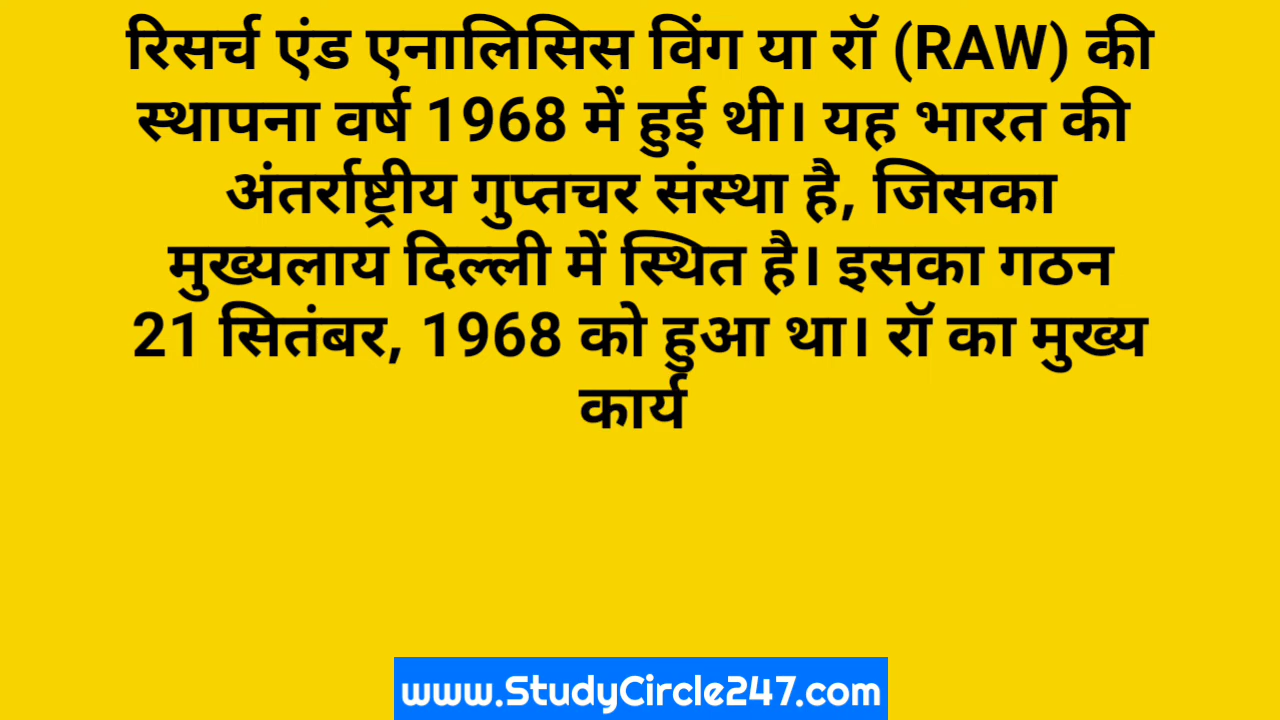 रिसर्च एंड एनालिसिस विंग या रॉ (RAW) की
स्थापना वर्ष 1968 में हुई थी। यह भारत की
अंतर्राष्ट्रीय गुप्तचर संस्था है, जिसका
मुख्यलाय दिल्ली में स्थित है। इसका गठन
21 सितंबर, 1968 को हुआ था। रॉ का मुख्य
कार्य
www.StudyCircle247.com